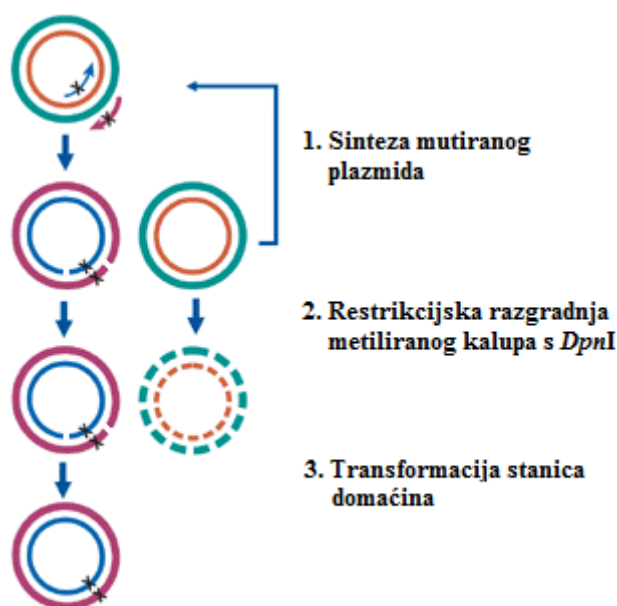 1. Sinteza mutiranog
plazmida
2. Restrikcijska razgradnja
metiliranog kalupa s DpnI
3. Transformacija stanica
domaćina